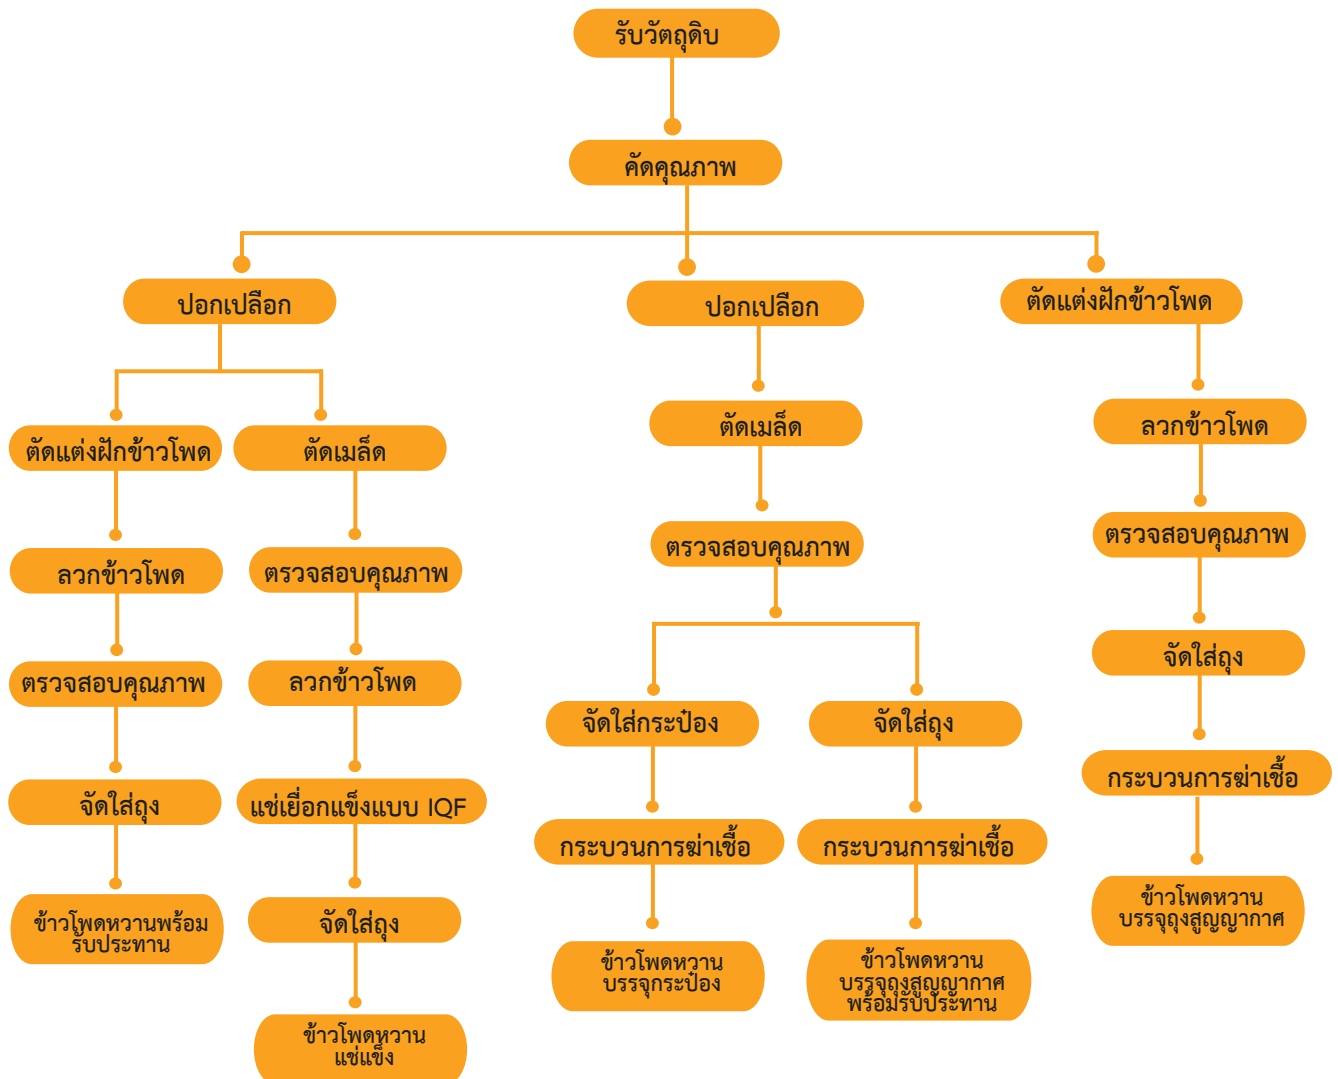 รับวัตถุดิบ
คัดคุณภาพ
ปอกเปลือก
ตัดแต่งฝักข้าวโพด
ลวกข้าวโพด
ตรวจสอบคุณภาพ
จัดใส่ถุง
ข้าวโพดหวานพร้อม
รับประทาน
ตัดเมล็ด
ตรวจสอบคุณภาพ
ลวกข้าวโพด
แช่เยื่อกแข็งแบบ IQF
จัดใส่ถุง
ข้าวโพดหวาน
แช่แข็ง
ปอกเปลือก
ตัดเมล็ด
ตรวจสอบคุณภาพ
จัดใส่กระป๋อง
กระบวนการฆ่าเชื้อ
ข้าวโพดหวาน
บรรจุกระป๋อง
จัดใส่ถุง
กระบวนการฆ่าเชื้อ
ข้าวโพดหวาน
บรรจุถุงสูญญากาศ
พร้อมรับประทาน
ตัดแต่งฝักข้าวโพด
ลวกข้าวโพด
ตรวจสอบคุณภาพ
จัดใส่ถุง
กระบวนการฆ่าเชื้อ
ข้าวโพดหวาน
บรรจุถุงสูญญากาศ